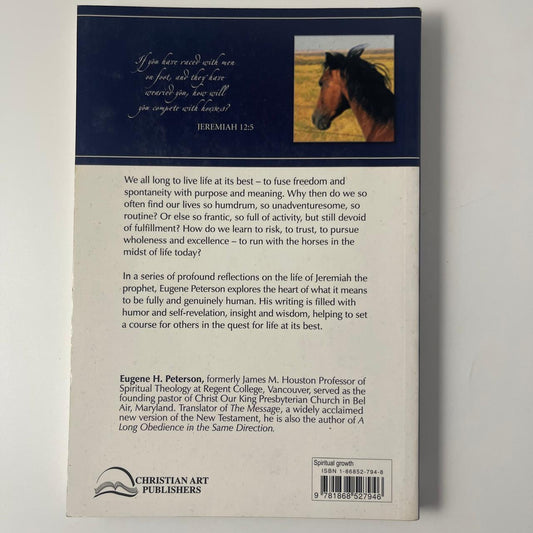 If you have raced with men
on foot, and they have
wearied you, how will
you compete with horses?
JEREMIAH 12:5
We all long to live life at its best – to fuse freedom and
spontaneity with purpose and meaning. Why then do we so
often find our lives so humdrum, so unadventuresome, so
routine? Or else so frantic, so full of activity, but still devoid
of fulfillment? How do we learn to risk, to trust, to pursue
wholeness and excellence – to run with the horses in the
midst of life today?
In a series of profound reflections on the life of Jeremiah the
prophet, Eugene Peterson explores the heart of what it means
to be fully and genuinely human. His writing is filled with
humor and self-revelation, insight and wisdom, helping to set
a course for others in the quest for life at its best.
Eugene H. Peterson, formerly James M. Houston Professor of
Spiritual Theology at Regent College, Vancouver, served as the
founding pastor of Christ Our King Presbyterian Church in Bel
Air, Maryland. Translator of The Message, a widely acclaimed
new version of the New Testament, he is also the author of A
Long Obedience in the Same Direction.
CHRISTIAN ART
PUBLISHERS
Spiritual growth
ISBN 1-86852-794-8
9 781868 527946